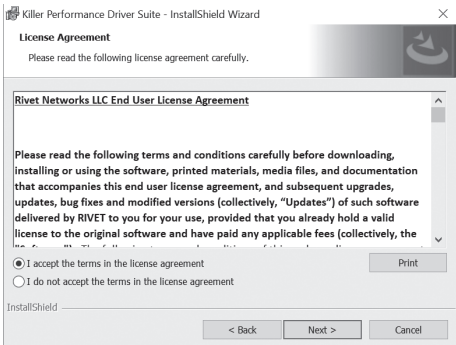 Killer Performance Driver Suite - InstallShield Wizard
License Agreement
Please read the following license agreement carefully.
Rivet Networks LLC End User License Agreement
Please read the following terms and conditions carefully before downloading,
installing or using the software, printed materials, media files, and documentation
that accompanies this end user license agreement, and subsequent upgrades,
updates, bug fixes and modified versions (collectively, “Updates”) of such software
delivered by RIVET to you for your use, provided that you already hold a valid
license to the original software and have paid any applicable fees (collectively, the
I accept the terms in the license agreement
Print
I do not accept the terms in the license agreement
InstallShield
< Back
Next >
Cancel